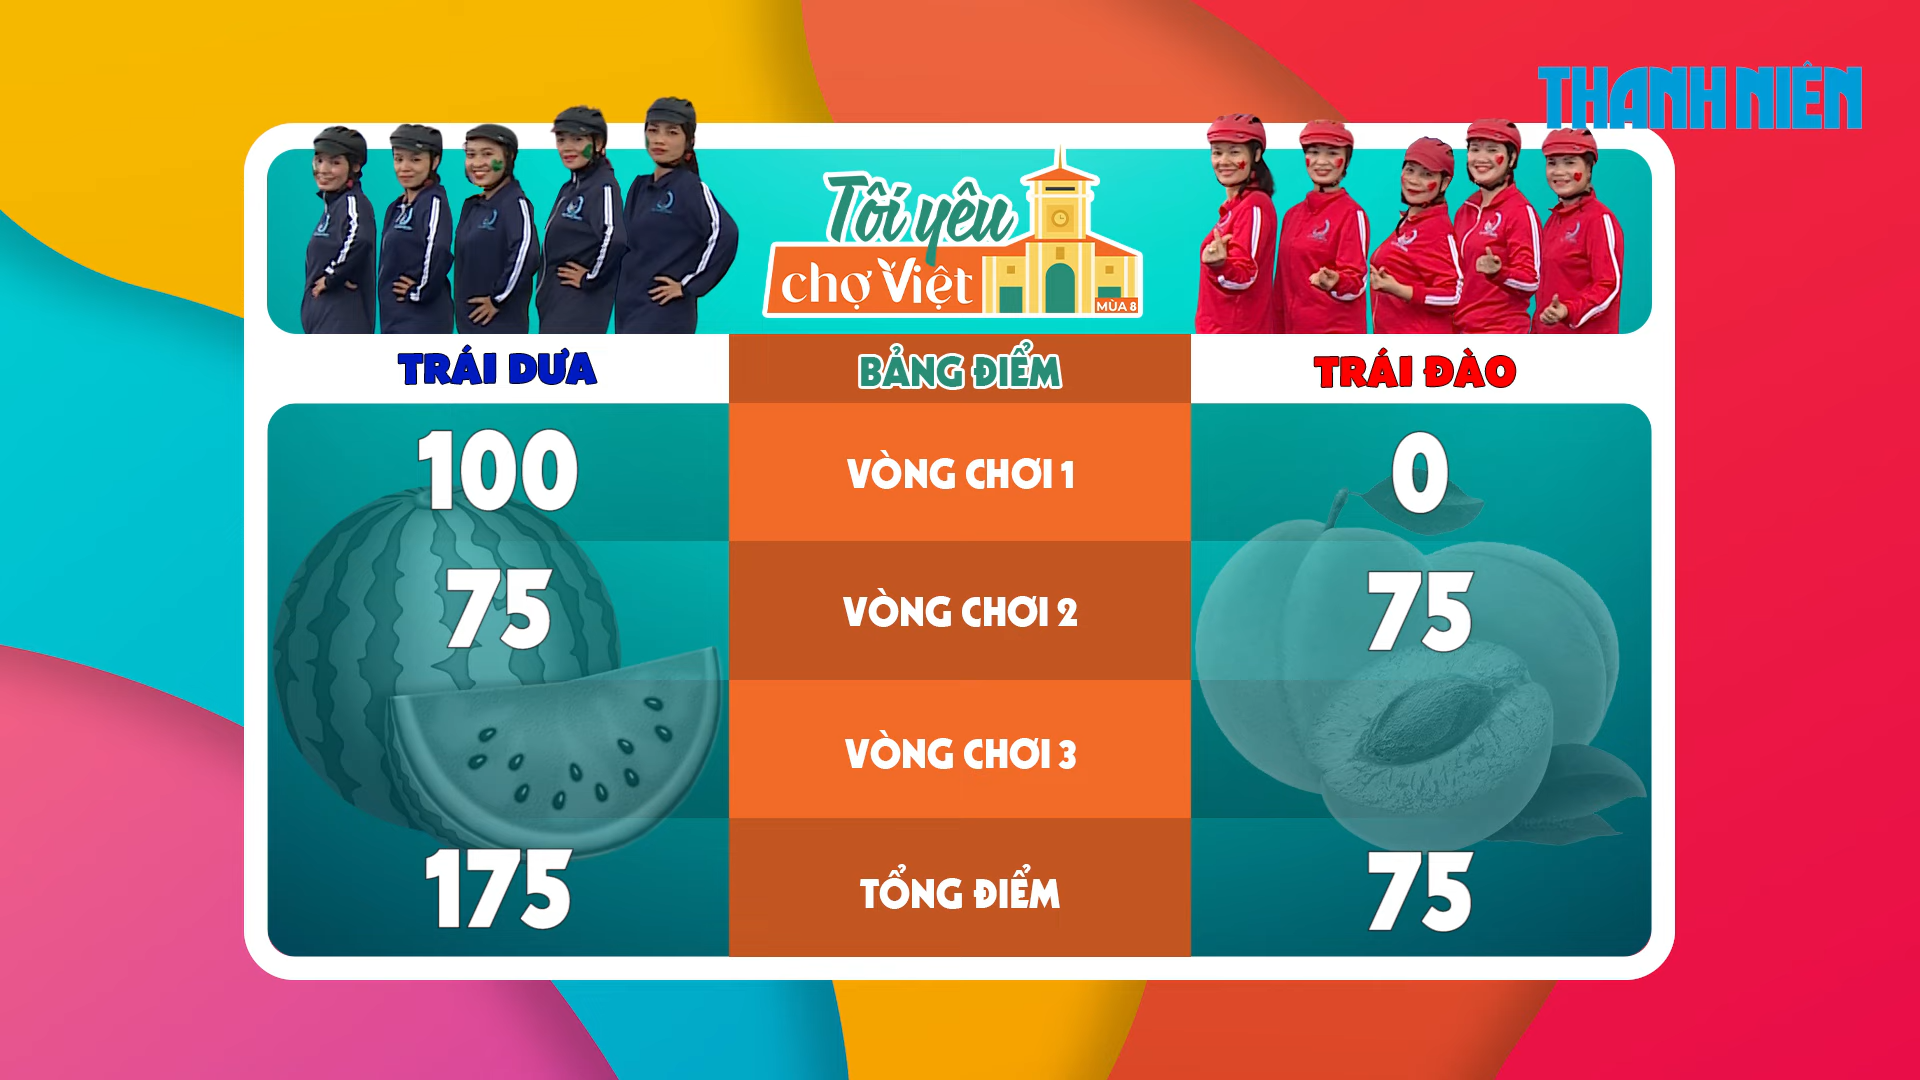 THANH NIÊN
Tôi yêu
chợ Việt
MÙA 8
TRÁI DƯA BẢNG ĐIỂM TRÁI ĐÀO
100 VÒNG CHƠI 1 0
75 VÒNG CHƠI 2 75
VÒNG CHƠI 3
175 TỔNG ĐIỂM 75